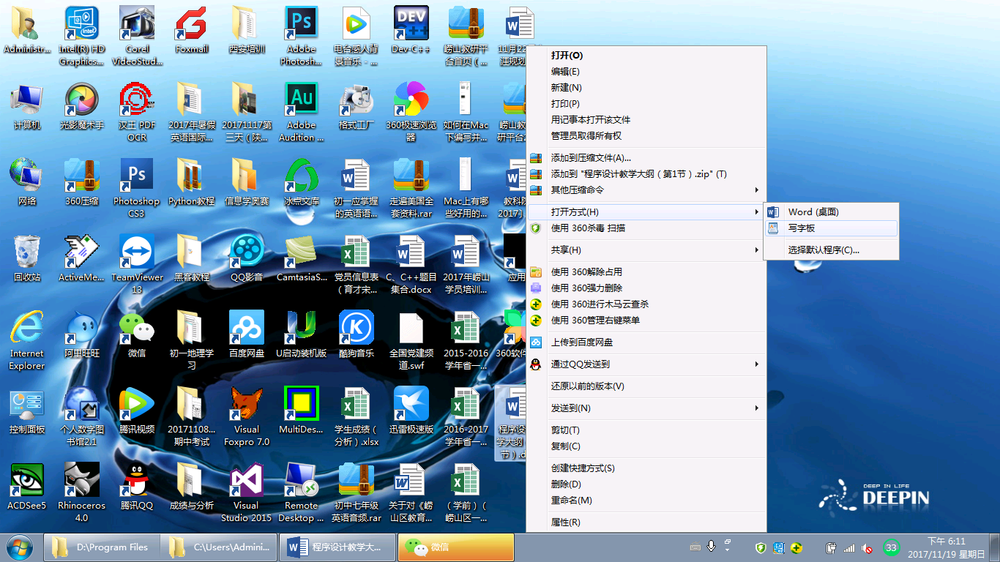 Administr...
Intel(R) HD
Graphics...
Corel
VideoStud...
Foxmail
西安培训
Adobe
Photosh...
电台感人背
景音乐 - ...
Dev-C++
崂山教研平
台首页（...
11月22
涯规划
计算机
光影魔术手
汉王 PDF
OCR
2017年暑假
英语国际...
20171117第
三天（陕...
Adobe
Audition ...
格式工厂
360极速浏览
器
如何在Mac
下编写并...
崂山教
研平台2
网络
360压缩
Photoshop
CS3
Python教程
信息学奥赛
冰点文库
初一应掌握
的英语语...
走遍美国全
套资料.rar
Mac上有哪
些好用的...
教科院
2017]
回收站
ActiveMe...
TeamViewer
13
黑客教程
QQ影音
CamtasiaS...
党员信息表
（育才宋...
C、C++题目
集合.docx
2017年崂山
学员培训...
应用
Internet
Explorer
阿里旺旺
微信
初一地理学
习
百度网盘
U启动装机版
酷狗音乐
全国党建频
道.swf
2015-2016
学年省一...
360软件
控制面板
个人数字图
书馆2.1
腾讯视频
20171108...
期中考试
Visual
Foxpro 7.0
MultiDes...
学生成绩（
分析）.xlsx
迅雷极速版
2016-2017
学年省一...
程序设
学大纲
节）.d
ACDSee5
Rhinoceros
4.0
腾讯QQ
成绩与分析
Visual
Studio 2015
Remote
Desktop ...
初中七年级
英语音频.rar
关于对《崂
山区教育...
（学前）（
崂山区一...
打开(O)
编辑(E)
新建(N)
打印(P)
用记事本打开该文件
管理员取得所有权
添加到压缩文件(A)...
添加到 "程序设计教学大纲（第1节）.zip" (T)
其他压缩命令
打开方式(H)
使用 360杀毒 扫描
共享(H)
使用 360解除占用
使用 360强力删除
使用 360进行木马云查杀
使用 360管理右键菜单
上传到百度网盘
通过QQ发送到
还原以前的版本(V)
发送到(N)
剪切(T)
复制(C)
创建快捷方式(S)
删除(D)
重命名(M)
属性(R)
Word (桌面)
写字板
选择默认程序(C)...
DEEP IN LIFE
DEEPIN
D:\Program Files
C:\Users\Admini...
程序设计教学大...
微信
33
下午 6:11
2017/11/19 星期日